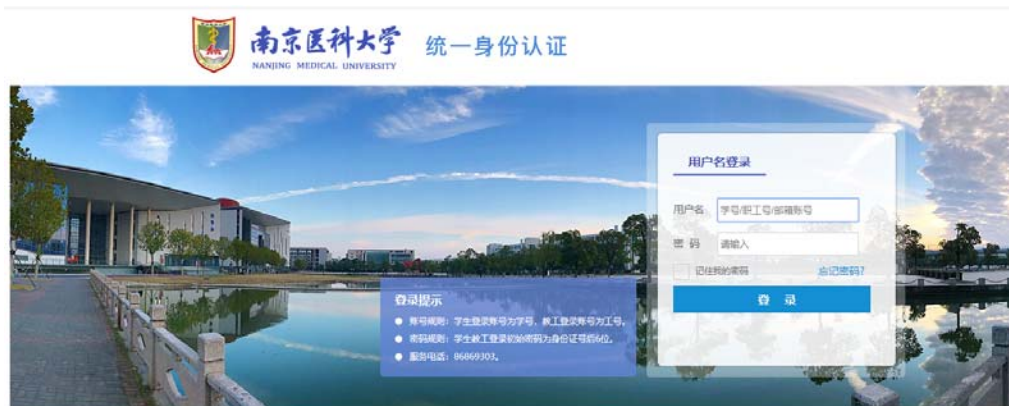 南京医科大学
NANJING MEDICAL UNIVERSITY
统一身份认证
用户名登录
用户名 学号/职工号/邮箱账号
密 码 请输入
记住我的密码 忘记密码?
登 录
登录提示
● 账号规则：学生登录账号为学号，教工登录账号为工号。
● 密码规则：学生教工登录初始密码为身份证号后6位。
● 服务电话：86869303。